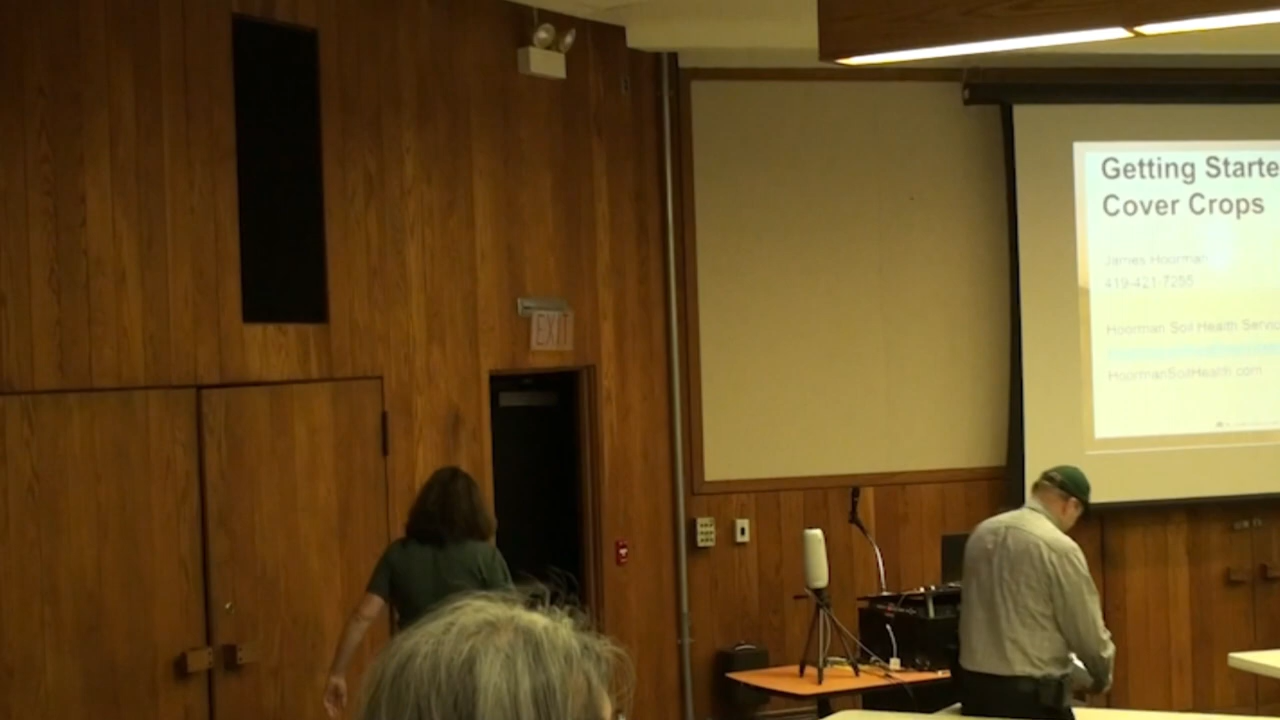 EXIT
Getting Starte
Cover Crops
James Hoorman
419-421-7255
Hoorman Soil Health Servic
HoormanSoilHealth.com